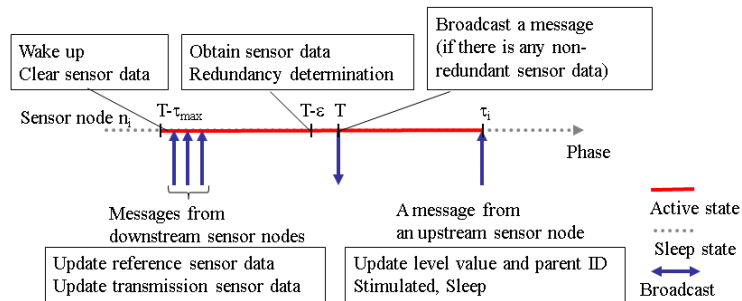 Wake up
Clear sensor data
Obtain sensor data
Redundancy determination
Broadcast a message
(if there is any non-
redundant sensor data)
Sensor node nᵢ
T-τmax
T-ε
T
τᵢ
Phase
Messages from
downstream sensor nodes
A message from
an upstream sensor node
Update reference sensor data
Update transmission sensor data
Update level value and parent ID
Stimulated, Sleep
Active state
Sleep state
Broadcast